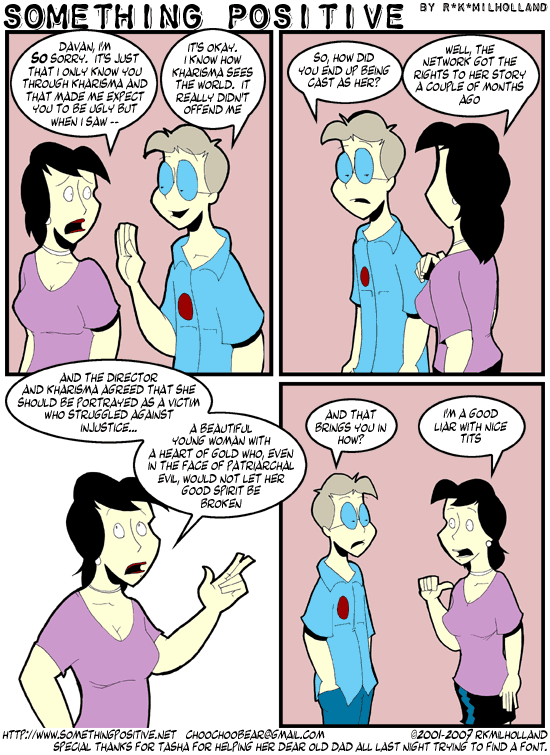 SOMETHING POSITIVE BY R*K*MILHOLLAND
DAVAN, I'M
SO SORRY. IT'S JUST
THAT I ONLY KNOW YOU
THROUGH KHARISMA AND
THAT MADE ME EXPECT
YOU TO BE UGLY BUT
WHEN I SAW --
IT'S OKAY.
I KNOW HOW
KHARISMA SEES
THE WORLD. IT
REALLY DIDN'T
OFFEND ME
SO, HOW DID
YOU END UP BEING
CAST AS HER?
WELL, THE
NETWORK GOT THE
RIGHTS TO HER STORY
A COUPLE OF MONTHS
AGO
AND THE DIRECTOR
AND KHARISMA AGREED THAT SHE
SHOULD BE PORTRAYED AS A VICTIM
WHO STRUGGLED AGAINST
INJUSTICE...
A BEAUTIFUL
YOUNG WOMAN WITH
A HEART OF GOLD WHO, EVEN
IN THE FACE OF PATRIARCHAL
EVIL, WOULD NOT LET HER
GOOD SPIRIT BE
BROKEN
AND THAT
BRINGS YOU IN
HOW?
I'M A GOOD
LIAR WITH NICE
TITS
HTTP://WWW.SOMETHINGPOSITIVE.NET CHOOCHOOBEAR@GMAIL.COM ©2001-2007 RKMILHOLLAND
SPECIAL THANKS FOR TASHA FOR HELPING HER DEAR OLD DAD ALL LAST NIGHT TRYING TO FIND A FONT